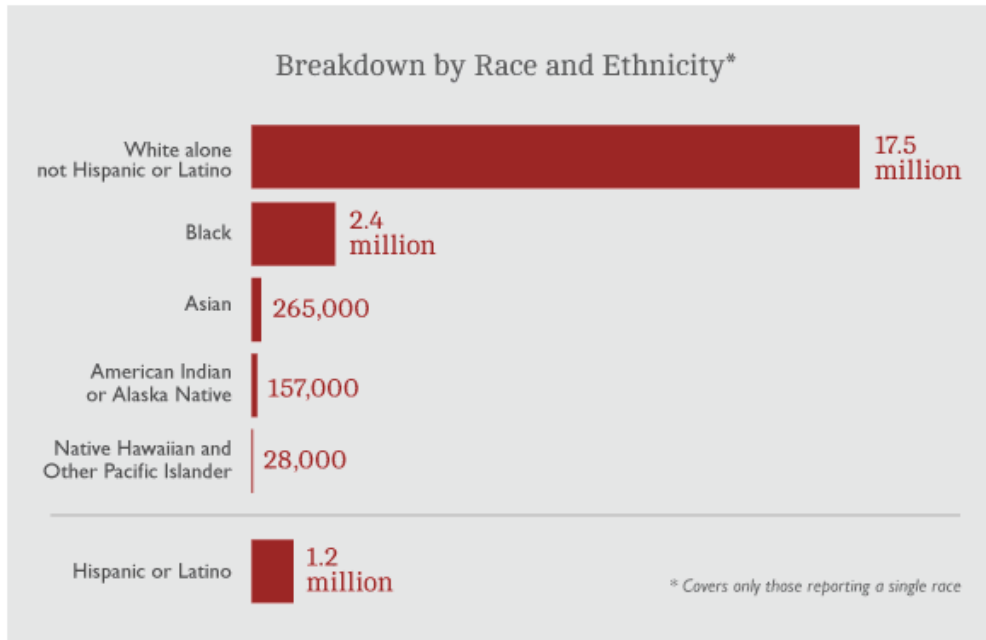 Breakdown by Race and Ethnicity*
White alone
not Hispanic or Latino
17.5
million
Black
2.4
million
Asian
265,000
American Indian
or Alaska Native
157,000
Native Hawaiian and
Other Pacific Islander
28,000
Hispanic or Latino
1.2
million
* Covers only those reporting a single race